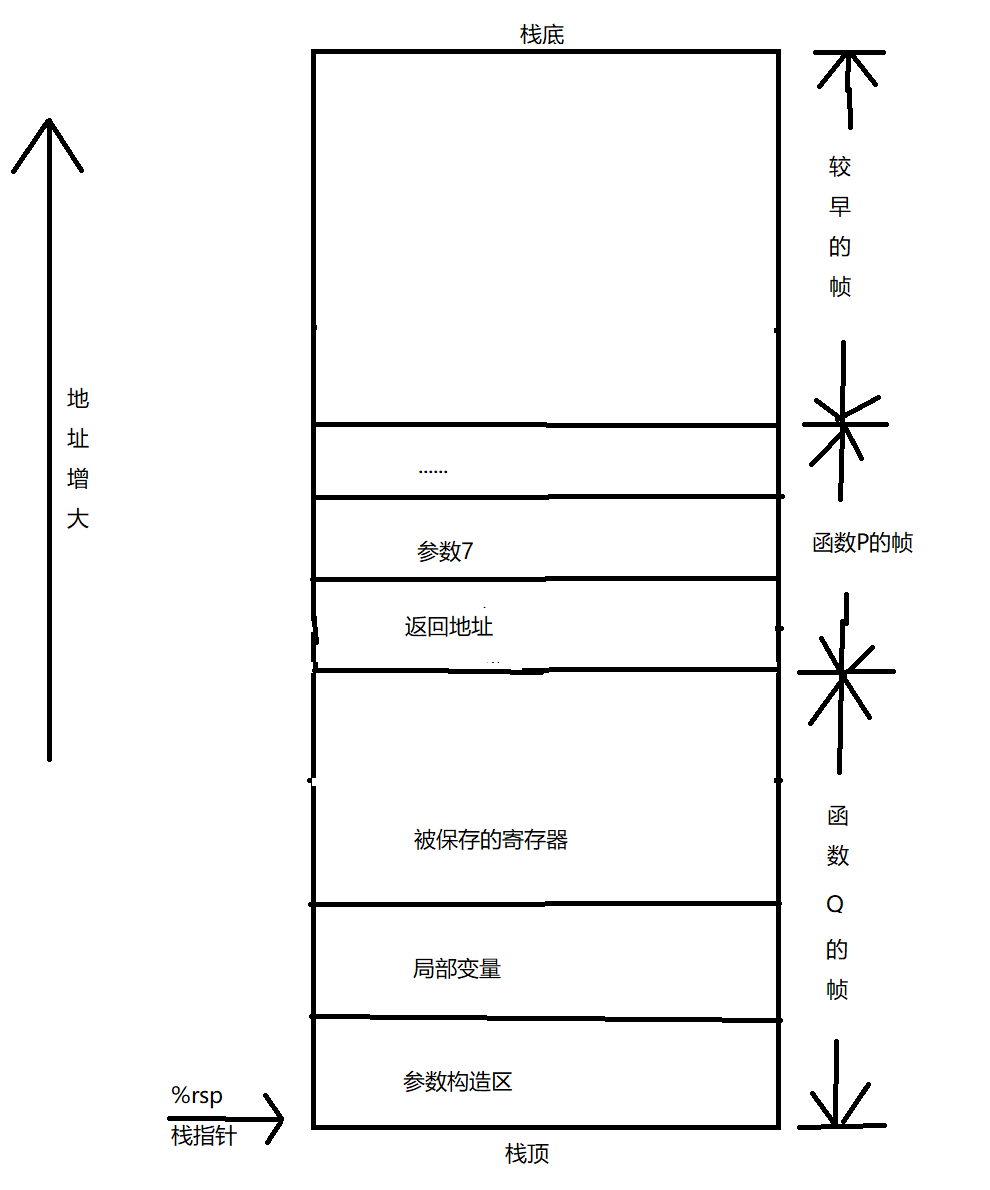 栈底
较早的帧
地址增大
......
参数7
函数P的帧
返回地址
被保存的寄存器
函数Q的帧
局部变量
参数构造区
%rsp
栈指针
栈顶